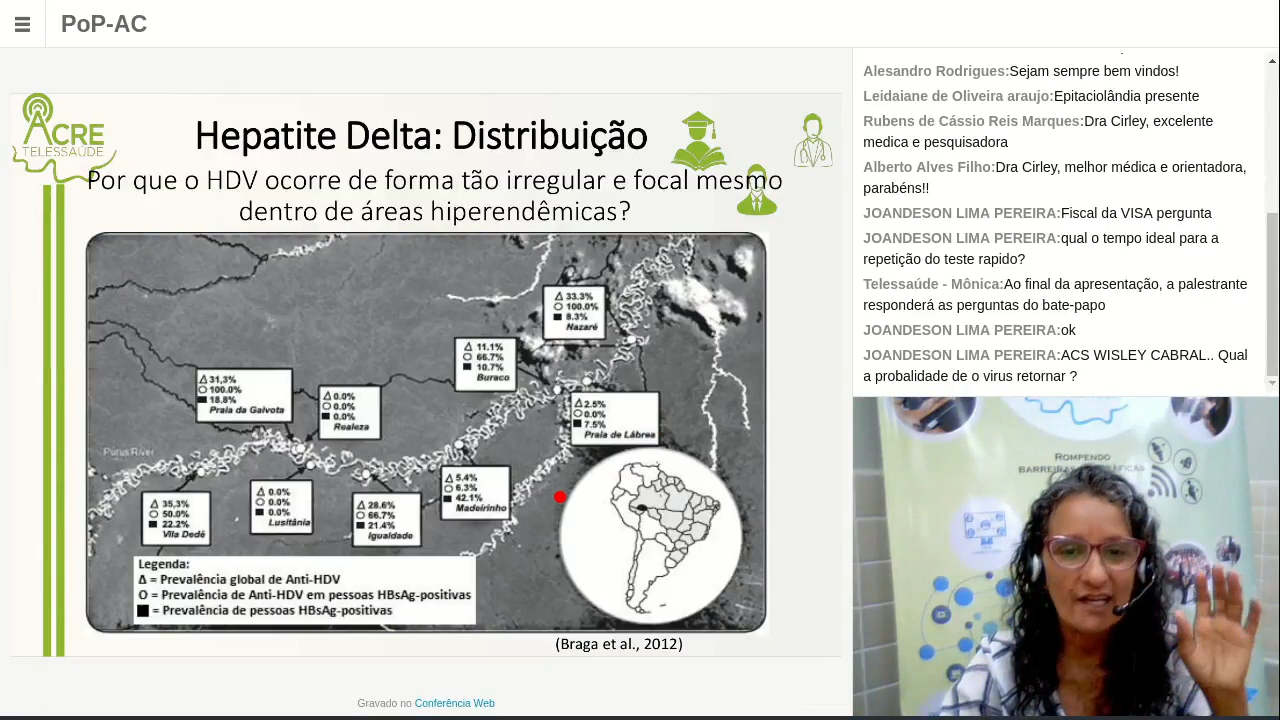 PoP-AC
ACRE
TELESSAÚDE
Hepatite Delta: Distribuição
Por que o HDV ocorre de forma tão irregular e focal mesmo
dentro de áreas hiperendêmicas?
Δ 33.3%
O 100.0%
■ 8.3%
Nazaré
Δ 11.1%
O 66.7%
■ 10.7%
Buraco
Δ 31,3%
O 100.0%
■ 18.8%
Praia da Gaivota
Δ 0.0%
O 0.0%
■ 0.0%
Realeza
Δ 2.5%
O 0.0%
■ 7.5%
Praia de Lábrea
Purus River
Δ 35,3%
O 50.0%
■ 22.2%
Vila Dedé
Δ 0.0%
O 0.0%
■ 0.0%
Lusitânia
Δ 28.6%
O 66.7%
■ 21.4%
Igualdade
Δ 5.4%
O 6.3%
■ 42.1%
Madeirinho
Legenda:
Δ = Prevalência global de Anti-HDV
O = Prevalência de Anti-HDV em pessoas HBsAg-positivas
■ = Prevalência de pessoas HBsAg-positivas
(Braga et al., 2012)
Gravado no Conferência Web
Alesandro Rodrigues:Sejam sempre bem vindos!
Leidaiane de Oliveira araujo:Epitaciolândia presente
Rubens de Cássio Reis Marques:Dra Cirley, excelente
medica e pesquisadora
Alberto Alves Filho:Dra Cirley, melhor médica e orientadora,
parabéns!!
JOANDESON LIMA PEREIRA:Fiscal da VISA pergunta
JOANDESON LIMA PEREIRA:qual o tempo ideal para a
repetição do teste rapido?
Telessaúde - Mônica:Ao final da apresentação, a palestrante
responderá as perguntas do bate-papo
JOANDESON LIMA PEREIRA:ok
JOANDESON LIMA PEREIRA:ACS WISLEY CABRAL.. Qual
a probalidade de o virus retornar ?
ROMPENDO
BARREIRAS